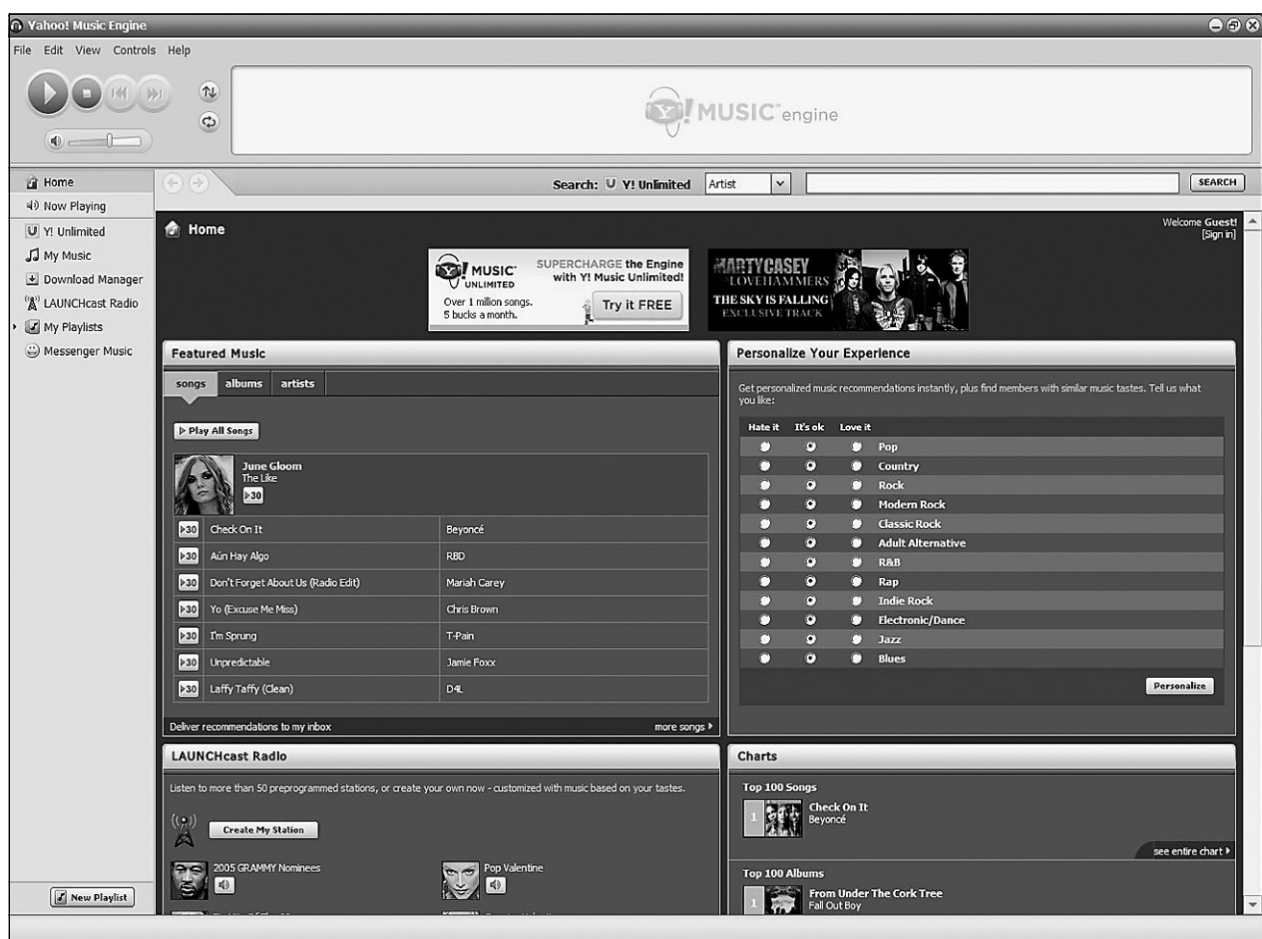 Yahoo! Music Engine
File Edit View Controls Help
Y! MUSIC engine
Home
Now Playing
Y! Unlimited
My Music
Download Manager
LAUNCHcast Radio
My Playlists
Messenger Music
New Playlist
Search: U Y! Unlimited Artist SEARCH
Home
Welcome Guest!
[Sign in]
Y! MUSIC
UNLIMITED
Over 1 million songs.
5 bucks a month.
SUPERCHARGE the Engine
with Y! Music Unlimited!
Try it FREE
MARTY CASEY
LOVEHAMMERS
THE SKY IS FALLING
EXCLUSIVE TRACK
Featured Music
songs albums artists
Play All Songs
June Gloom
The Like
30
30 Check On It Beyoncé
30 Aún Hay Algo RBD
30 Don't Forget About Us (Radio Edit) Mariah Carey
30 Yo (Excuse Me Miss) Chris Brown
30 I'm Sprung T-Pain
30 Unpredictable Jamie Foxx
30 Laffy Taffy (Clean) D4L
Deliver recommendations to my inbox more songs
Personalize Your Experience
Get personalized music recommendations instantly, plus find members with similar music tastes. Tell us what
you like:
Hate it It's ok Love it
Pop
Country
Rock
Modern Rock
Classic Rock
Adult Alternative
R&B
Rap
Indie Rock
Electronic/Dance
Jazz
Blues
Personalize
LAUNCHcast Radio
Listen to more than 50 preprogrammed stations, or create your own now - customized with music based on your tastes.
Create My Station
2005 GRAMMY Nominees
Pop Valentine
Charts
Top 100 Songs
1 Check On It
Beyoncé
see entire chart
Top 100 Albums
1 From Under The Cork Tree
Fall Out Boy